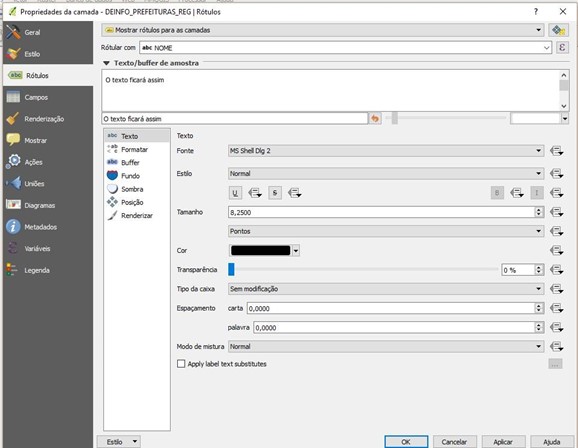 Propriedades da camada - DEINFO_PREFEITURAS_REG | Rótulos
Geral
Estilo
abc Rótulos
Campos
Renderização
Mostrar
Ações
Uniões
Diagramas
Metadados
Variáveis
Legenda
abc Mostrar rótulos para as camadas
Rótular com abc NOME ε
Texto/buffer de amostra
O texto ficará assim
O texto ficará assim
abc Texto
Formatar
abc Buffer
Fundo
Sombra
Posição
Renderizar
Texto
Fonte MS Shell Dlg 2
Estilo Normal
U S B I
Tamanho 8,2500
Pontos
Cor
Transparência 0 %
Tipo da caixa Sem modificação
Espaçamento carta 0,0000
palavra 0,0000
Modo de mistura Normal
Apply label text substitutes ...
Estilo OK Cancelar Aplicar Ajuda